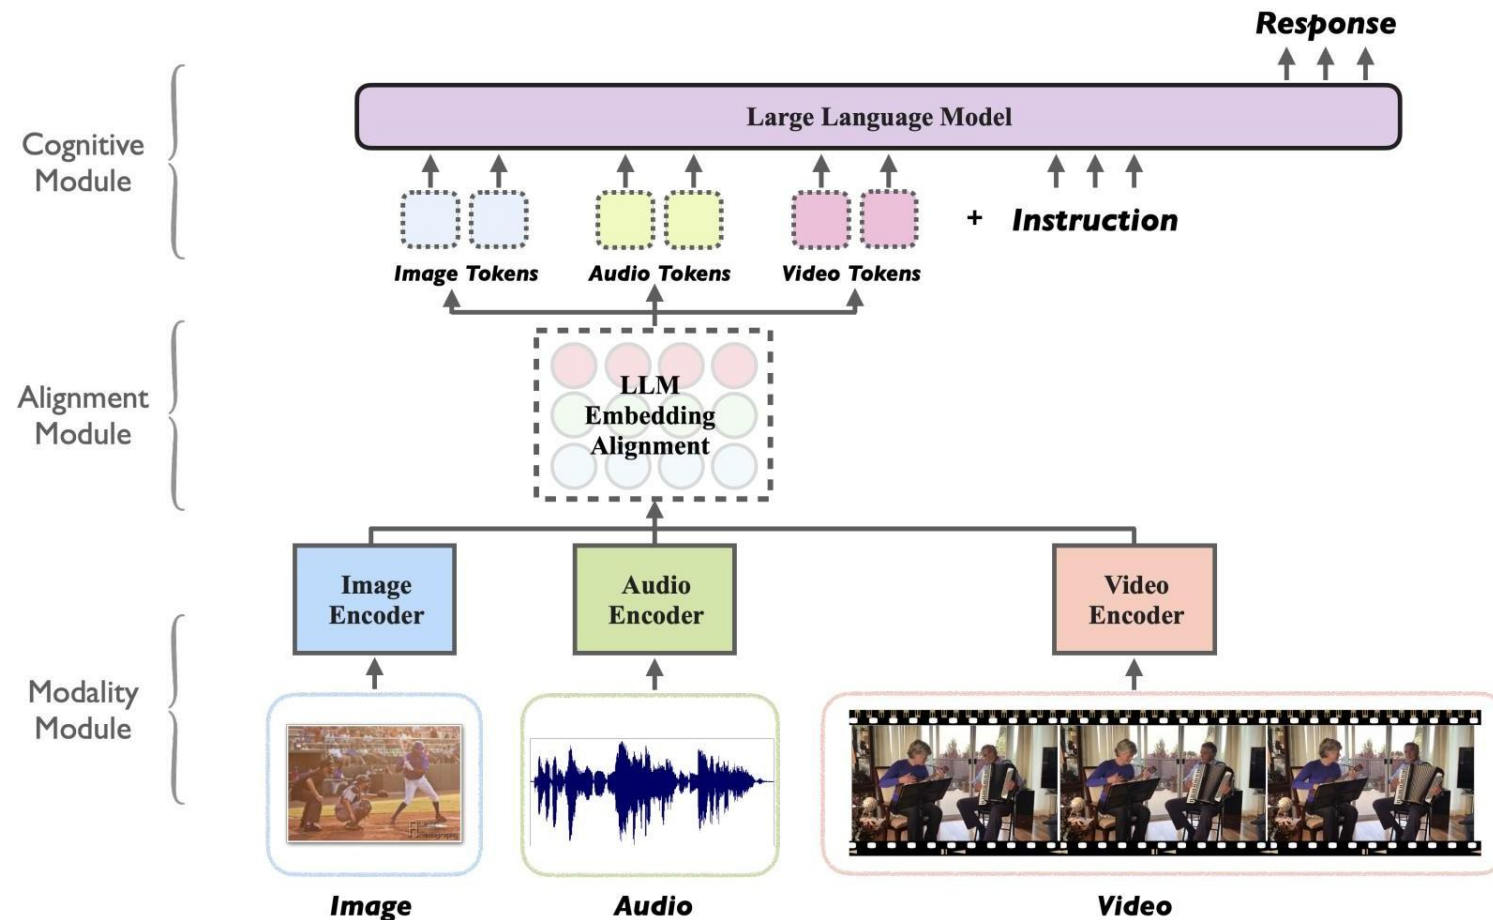 Response
Large Language Model
Cognitive
Module
+ Instruction
Image Tokens
Audio Tokens
Video Tokens
Alignment
Module
LLM
Embedding
Alignment
Image
Encoder
Audio
Encoder
Video
Encoder
Modality
Module
Image
Audio
Video